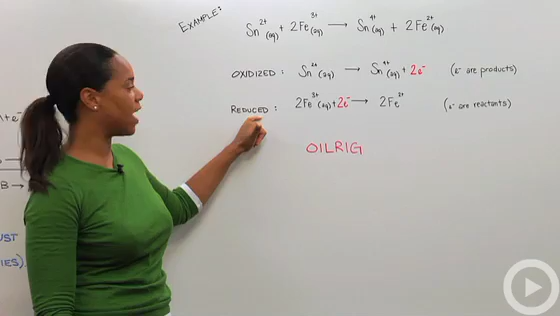 EXAMPLE:
Sn²⁺(aq) + 2Fe³⁺(aq) → Sn⁴⁺(aq) + 2Fe²⁺(aq)
OXIDIZED: Sn²⁺(aq) → Sn⁴⁺(aq) + 2e⁻ (e⁻ are products)
REDUCED: 2Fe³⁺(aq) + 2e⁻ → 2Fe²⁺ (e⁻ are reactants)
OILRIG